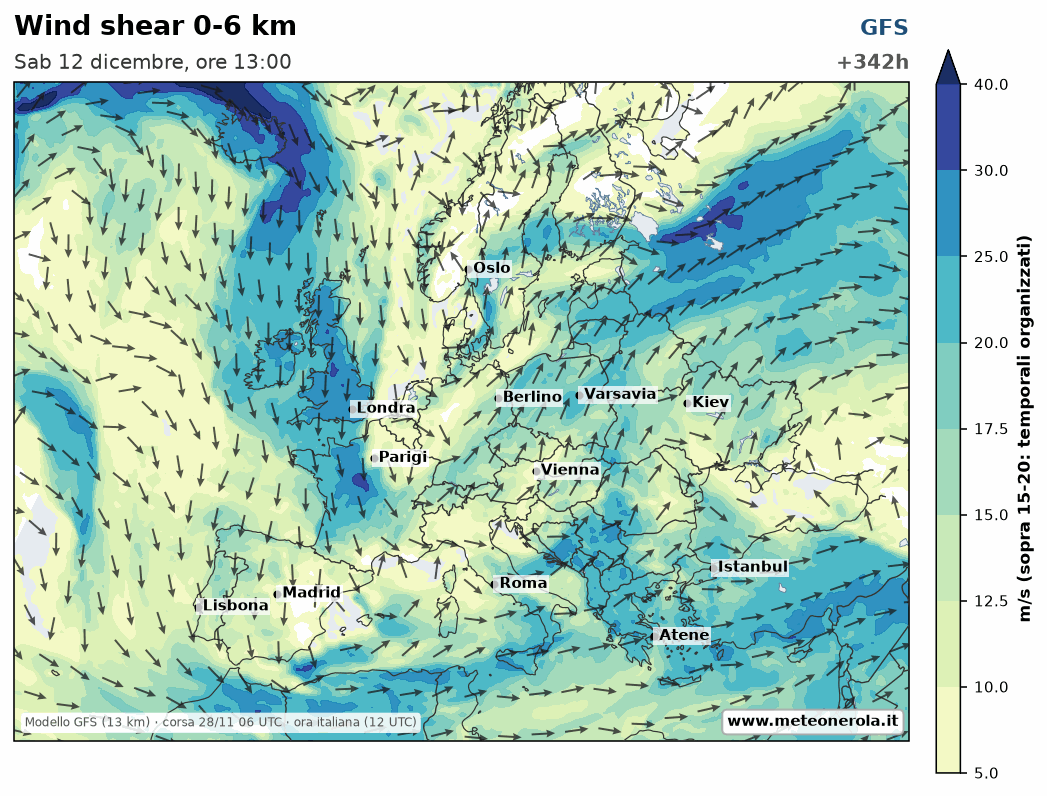 Wind shear 0-6 km
GFS
Sab 12 dicembre, ore 13:00
+342h
40.0
30.0
25.0
20.0
17.5
15.0
12.5
10.0
5.0
m/s (sopra 15-20: temporali organizzati)
Oslo
Londra
Berlino
Varsavia
Kiev
Parigi
Vienna
Istanbul
Roma
Madrid
Lisbona
Atene
Modello GFS (13 km) · corsa 28/11 06 UTC · ora italiana (12 UTC)
www.meteonerola.it